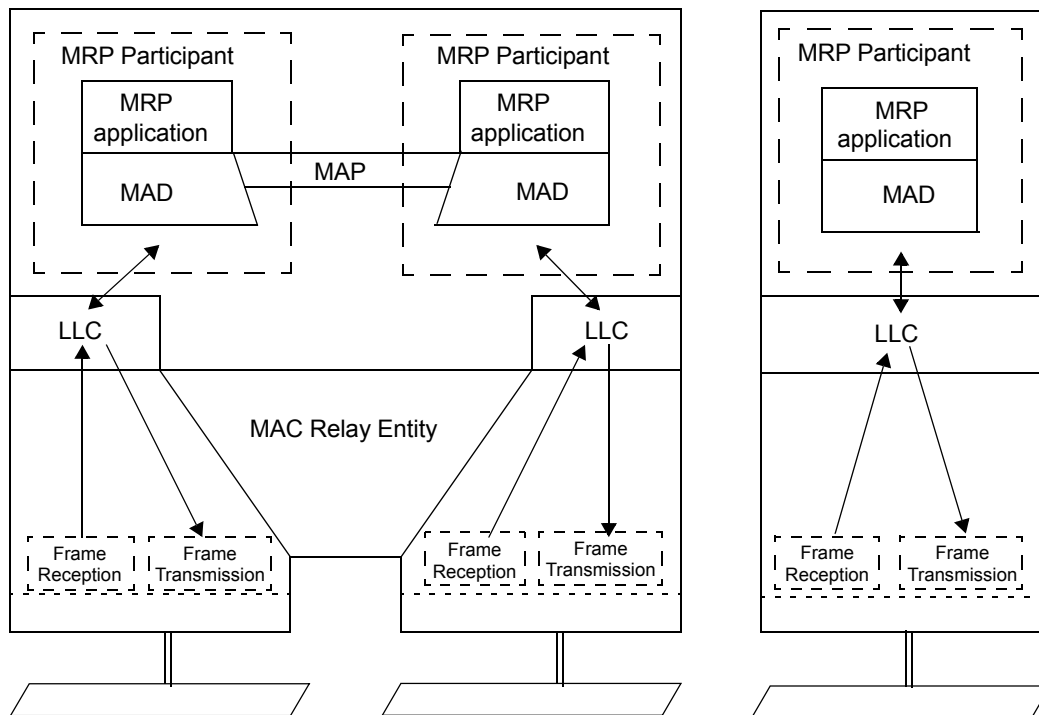 MRP Participant
MRP
application
MAD
MAP
MRP Participant
MRP
application
MAD
LLC
LLC
MAC Relay Entity
Frame
Reception
Frame
Transmission
Frame
Reception
Frame
Transmission
MRP Participant
MRP
application
MAD
LLC
Frame
Reception
Frame
Transmission